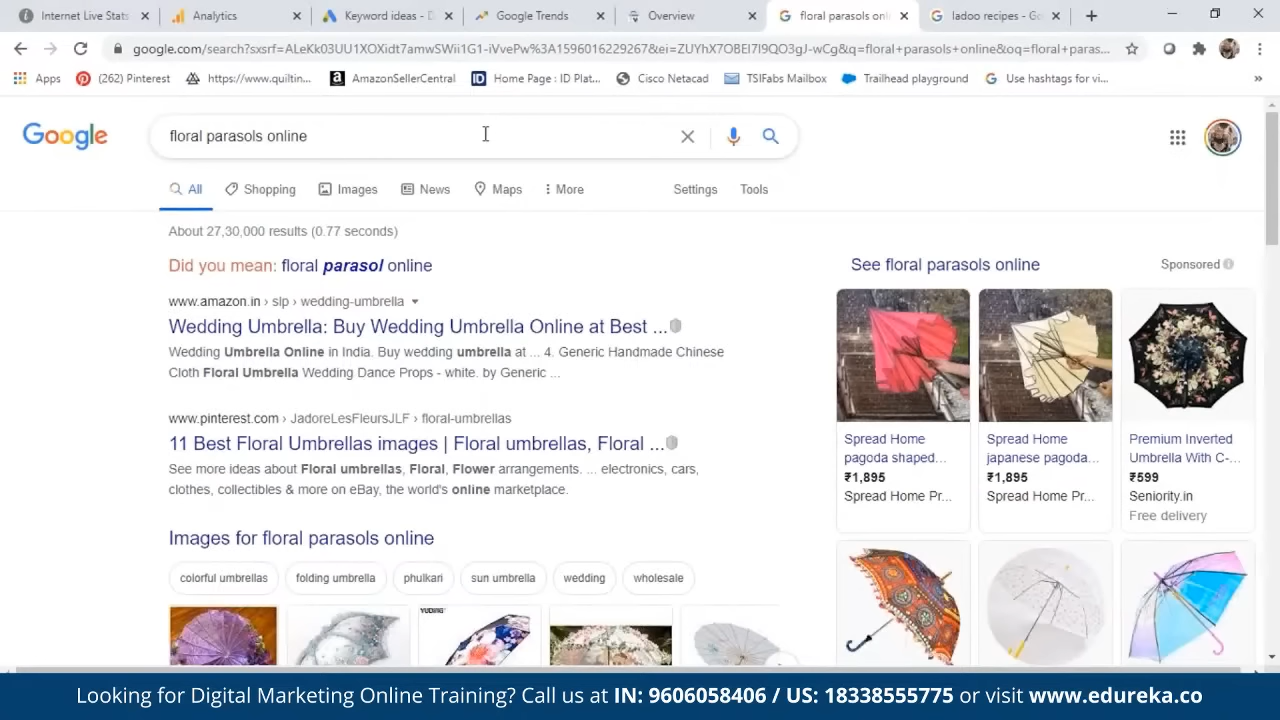 Internet Live Stats
Analytics
Keyword ideas - D
Google Trends
Overview
floral parasols onli
ladoo recipes - Go
google.com/search?sxsrf=ALeKk03UU1XOXidt7amwSWii1G1-iVvePw%3A1596016229267&ei=ZUYhX7OBEI7I9QO3gJ-wCg&q=floral+parasols+online&oq=floral+paras...
Apps
(262) Pinterest
https://www.quiltin...
AmazonSellerCentral
Home Page : ID Plat...
Cisco Netacad
TSIFabs Mailbox
Trailhead playground
Use hashtags for vi...
Google
floral parasols online
All
Shopping
Images
News
Maps
More
Settings
Tools
About 27,30,000 results (0.77 seconds)
Did you mean: floral parasol online
www.amazon.in › slp › wedding-umbrella
Wedding Umbrella: Buy Wedding Umbrella Online at Best ...
Wedding Umbrella Online in India. Buy wedding umbrella at ... 4. Generic Handmade Chinese
Cloth Floral Umbrella Wedding Dance Props - white. by Generic ...
www.pinterest.com › JadoreLesFleursJLF › floral-umbrellas
11 Best Floral Umbrellas images | Floral umbrellas, Floral ...
See more ideas about Floral umbrellas, Floral, Flower arrangements. ... electronics, cars,
clothes, collectibles & more on eBay, the world's online marketplace.
Images for floral parasols online
colorful umbrellas
folding umbrella
phulkari
sun umbrella
wedding
wholesale
YUDING
See floral parasols online
Sponsored
Spread Home
pagoda shaped...
₹1,895
Spread Home Pr...
Spread Home
japanese pagoda...
₹1,895
Spread Home Pr...
Premium Inverted
Umbrella With C-...
₹599
Seniority.in
Free delivery
Looking for Digital Marketing Online Training? Call us at IN: 9606058406 / US: 18338555775 or visit www.edureka.co